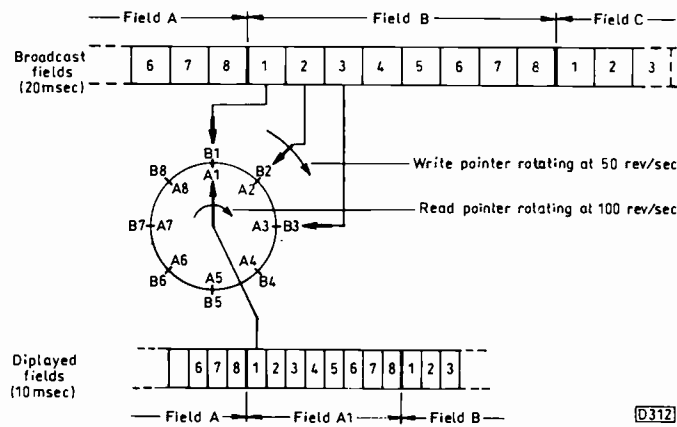 Field A Field B Field C
Broadcast fields (20msec)
6 7 8 1 2 3 4 5 6 7 8 1 2 3
B1
A1
B8 A8 A2 B2
Write pointer rotating at 50 rev/sec
B7 A7 A3 B3
Read pointer rotating at 100 rev/sec
B6 A6 A4 B4
A5
B5
Diplayed fields (10msec)
6 7 8 1 2 3 4 5 6 7 8 1 2 3
Field A Field A1 Field B
D312